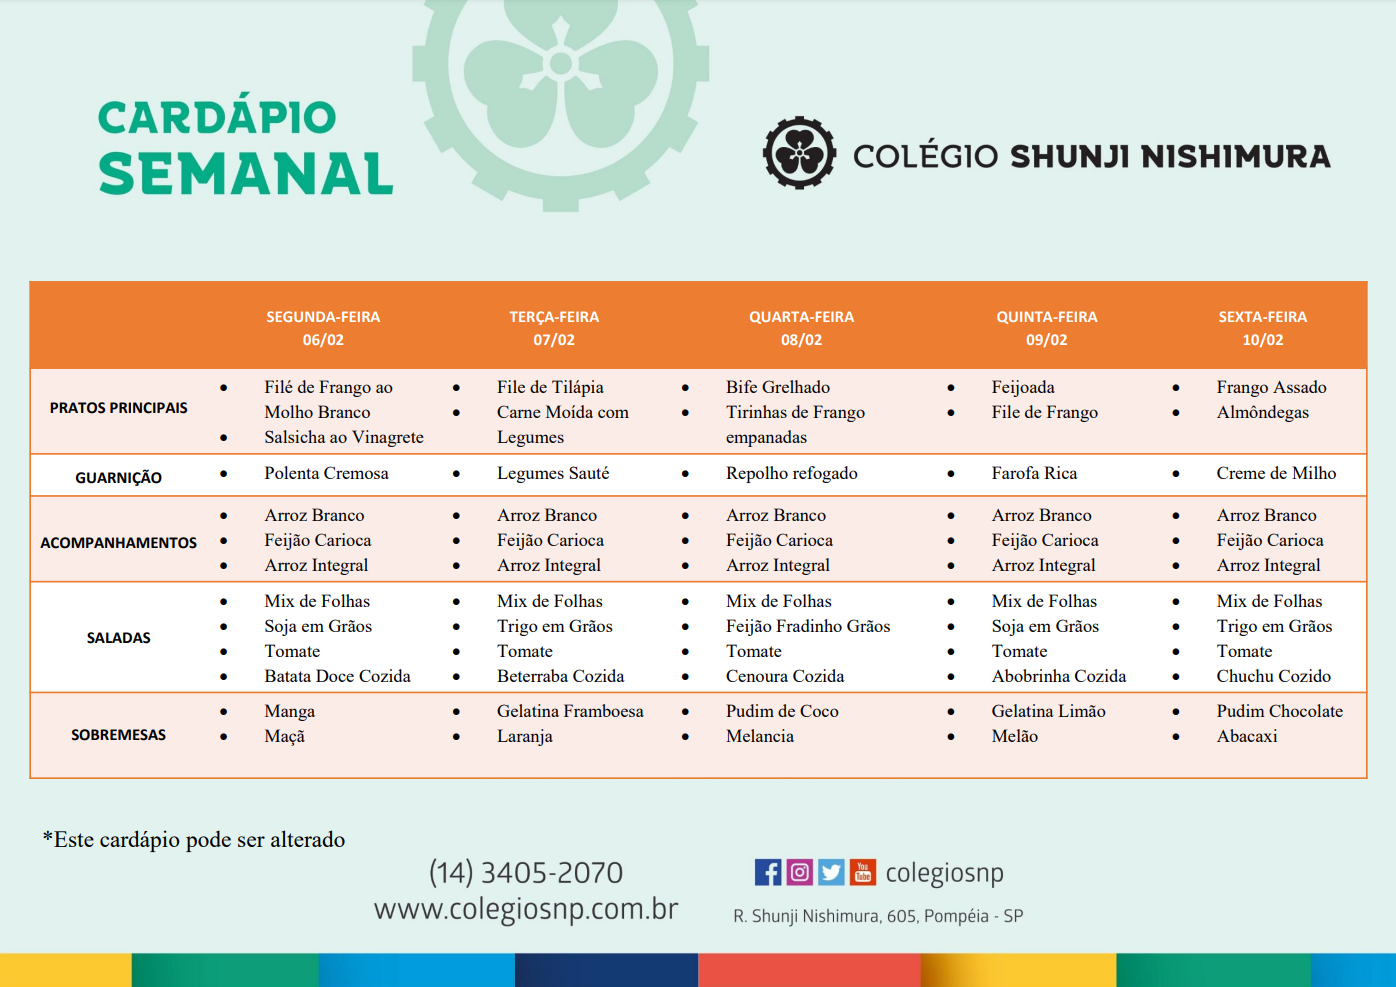 CARDÁPIO
SEMANAL
COLÉGIO SHUNJI NISHIMURA
SEGUNDA-FEIRA
06/02
TERÇA-FEIRA
07/02
QUARTA-FEIRA
08/02
QUINTA-FEIRA
09/02
SEXTA-FEIRA
10/02
PRATOS PRINCIPAIS
• Filé de Frango ao
Molho Branco
• Salsicha ao Vinagrete
• File de Tilápia
• Carne Moída com
Legumes
• Bife Grelhado
• Tirinhas de Frango
empanadas
• Feijoada
• File de Frango
• Frango Assado
• Almôndegas
GUARNIÇÃO
• Polenta Cremosa
• Legumes Sauté
• Repolho refogado
• Farofa Rica
• Creme de Milho
ACOMPANHAMENTOS
• Arroz Branco
• Feijão Carioca
• Arroz Integral
• Arroz Branco
• Feijão Carioca
• Arroz Integral
• Arroz Branco
• Feijão Carioca
• Arroz Integral
• Arroz Branco
• Feijão Carioca
• Arroz Integral
• Arroz Branco
• Feijão Carioca
• Arroz Integral
SALADAS
• Mix de Folhas
• Soja em Grãos
• Tomate
• Batata Doce Cozida
• Mix de Folhas
• Trigo em Grãos
• Tomate
• Beterraba Cozida
• Mix de Folhas
• Feijão Fradinho Grãos
• Tomate
• Cenoura Cozida
• Mix de Folhas
• Soja em Grãos
• Tomate
• Abobrinha Cozida
• Mix de Folhas
• Trigo em Grãos
• Tomate
• Chuchu Cozido
SOBREMESAS
• Manga
• Maçã
• Gelatina Framboesa
• Laranja
• Pudim de Coco
• Melancia
• Gelatina Limão
• Melão
• Pudim Chocolate
• Abacaxi
*Este cardápio pode ser alterado
(14) 3405-2070
www.colegiosnp.com.br
You
Tube
colegiosnp
R. Shunji Nishimura, 605, Pompéia - SP